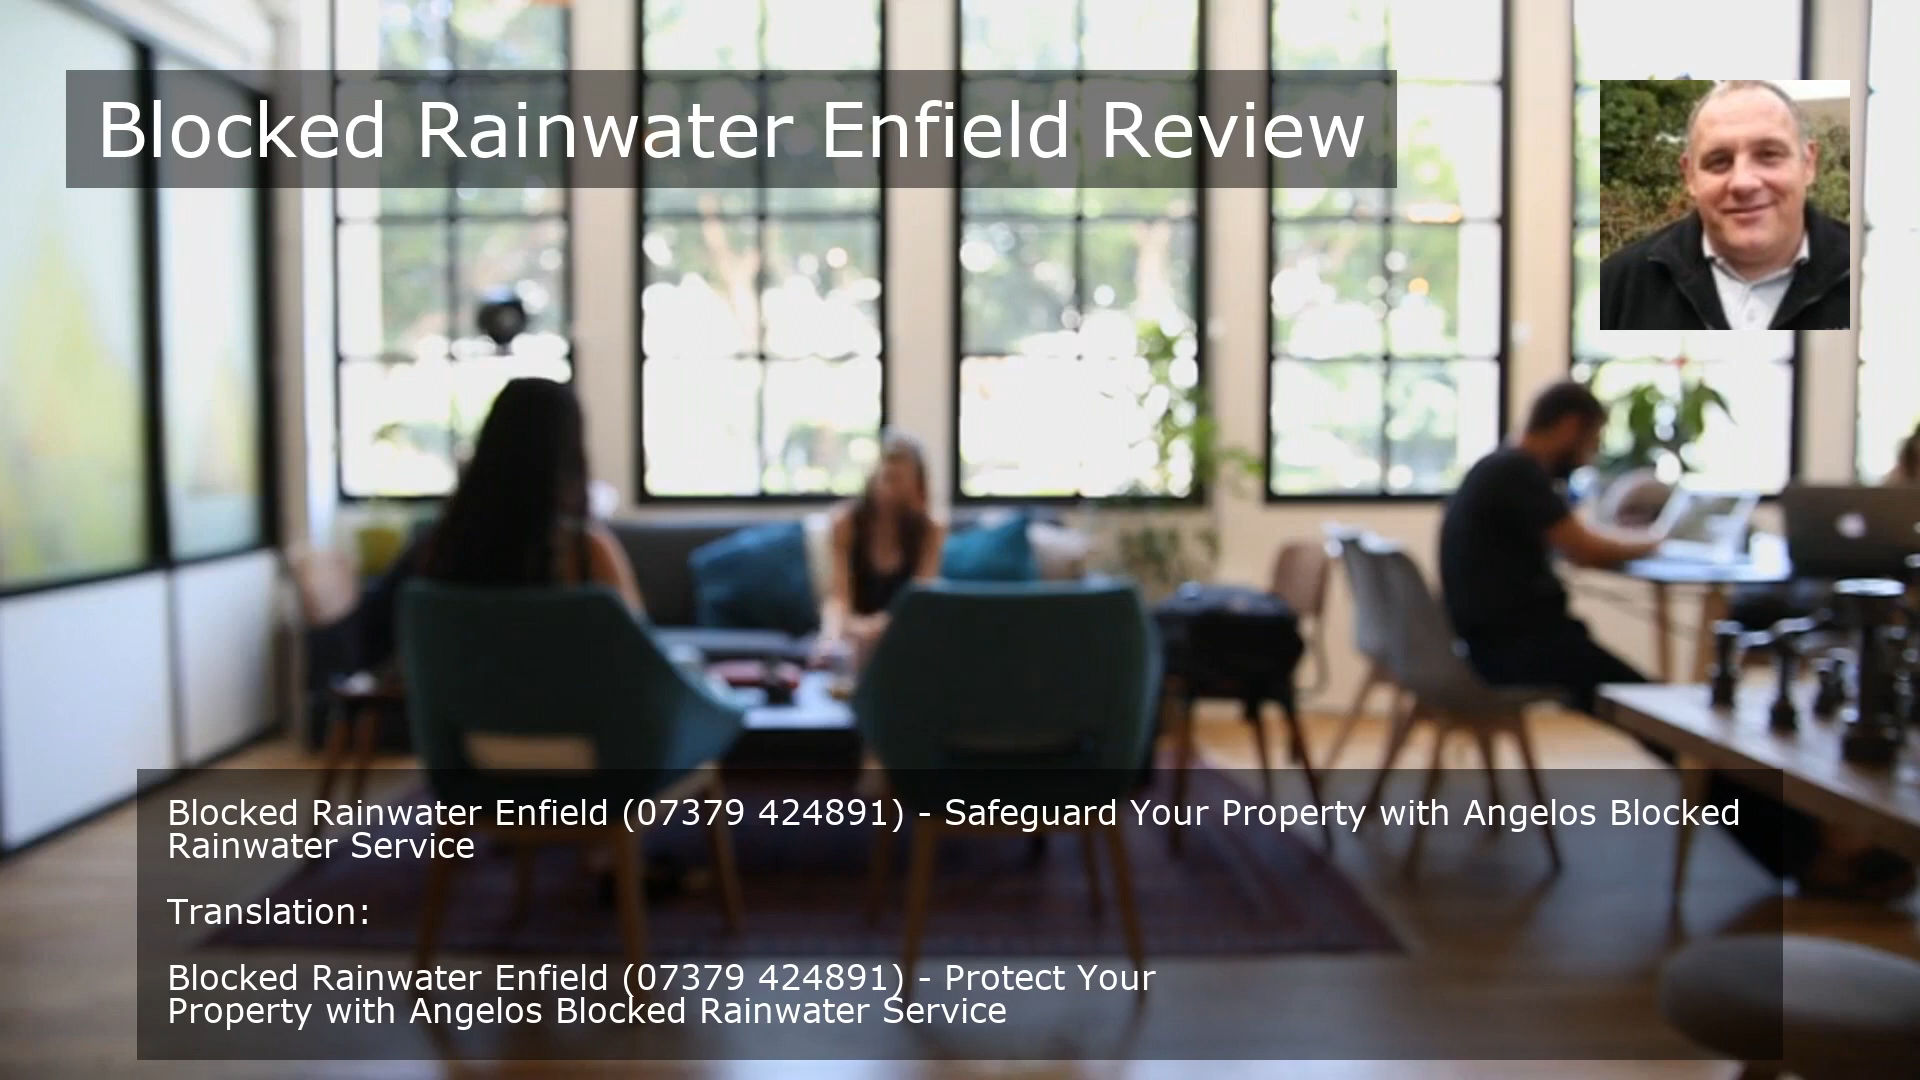 Blocked Rainwater Enfield Review
Blocked Rainwater Enfield (07379 424891) - Safeguard Your Property with Angelos Blocked
Rainwater Service
Translation:
Blocked Rainwater Enfield (07379 424891) - Protect Your
Property with Angelos Blocked Rainwater Service